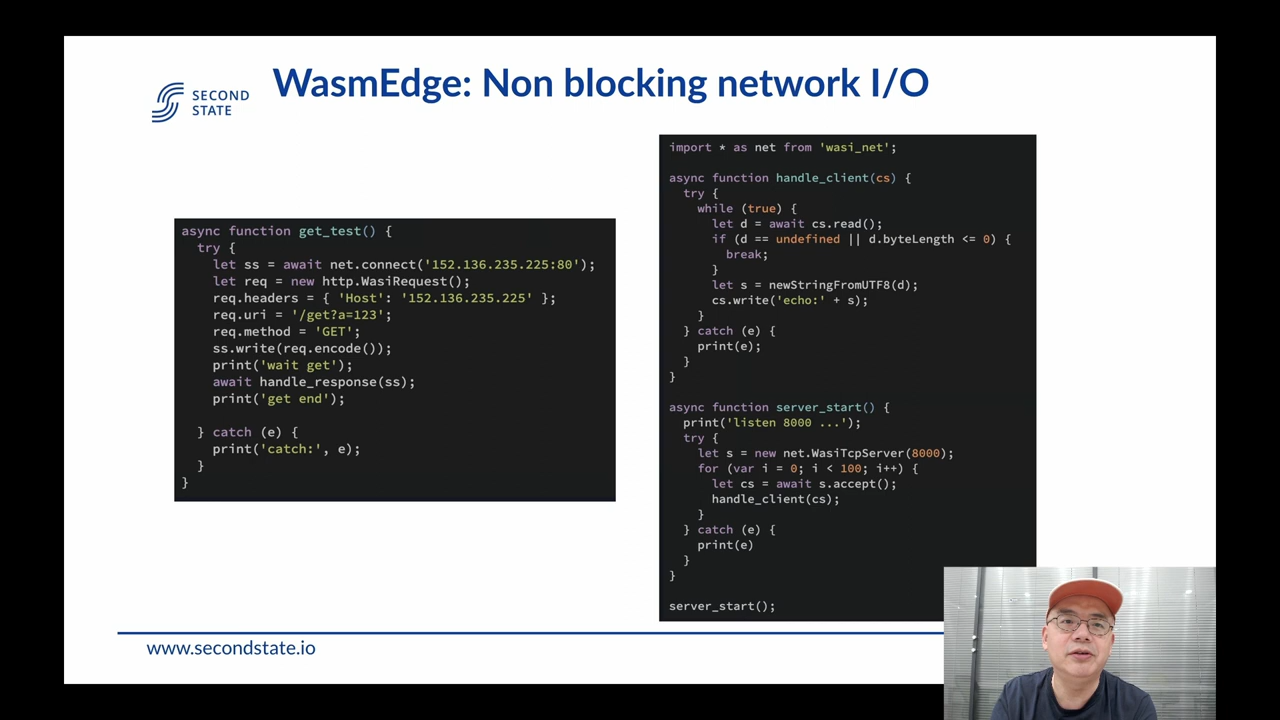 WasmEdge: Non blocking network I/O
SECOND
STATE
async function get_test() {
  try {
    let ss = await net.connect('152.136.235.225:80');
    let req = new http.WasiRequest();
    req.headers = { 'Host': '152.136.235.225' };
    req.uri = '/get?a=123';
    req.method = 'GET';
    ss.write(req.encode());
    print('wait get');
    await handle_response(ss);
    print('get end');
  } catch (e) {
    print('catch:', e);
  }
}
import * as net from 'wasi_net';
async function handle_client(cs) {
  try {
    while (true) {
      let d = await cs.read();
      if (d == undefined || d.byteLength <= 0) {
        break;
      }
      let s = newStringFromUTF8(d);
      cs.write('echo:' + s);
    }
  } catch (e) {
    print(e);
  }
}
async function server_start() {
  print('listen 8000 ...');
  try {
    let s = new net.WasiTcpServer(8000);
    for (var i = 0; i < 100; i++) {
      let cs = await s.accept();
      handle_client(cs);
    }
  } catch (e) {
    print(e)
  }
}
server_start();
www.secondstate.io